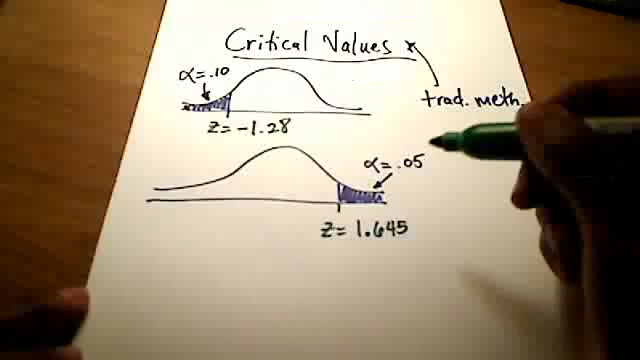 Critical Values *
α=.10
trad. meth.
z=-1.28
α=.05
z=1.645